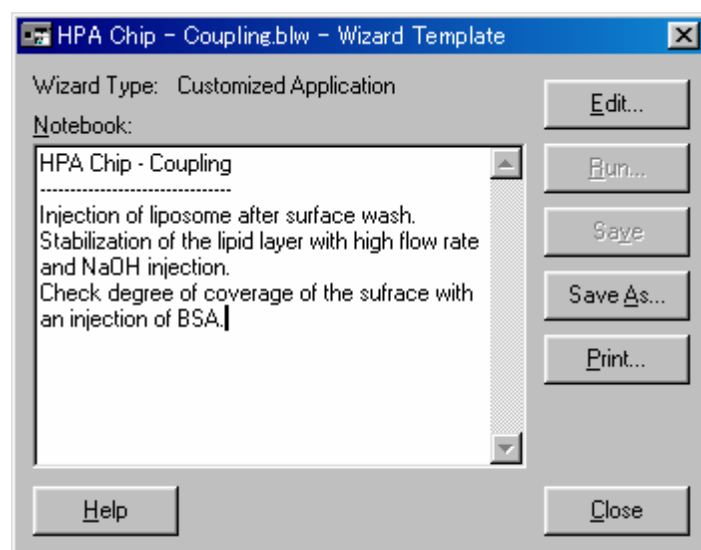 HPA Chip - Coupling.blw - Wizard Template
Wizard Type: Customized Application
Notebook:
HPA Chip - Coupling
--------------------------------
Injection of liposome after surface wash.
Stabilization of the lipid layer with high flow rate
and NaOH injection.
Check degree of coverage of the sufrace with
an injection of BSA.
Edit...
Run...
Save
Save As...
Print...
Help
Close